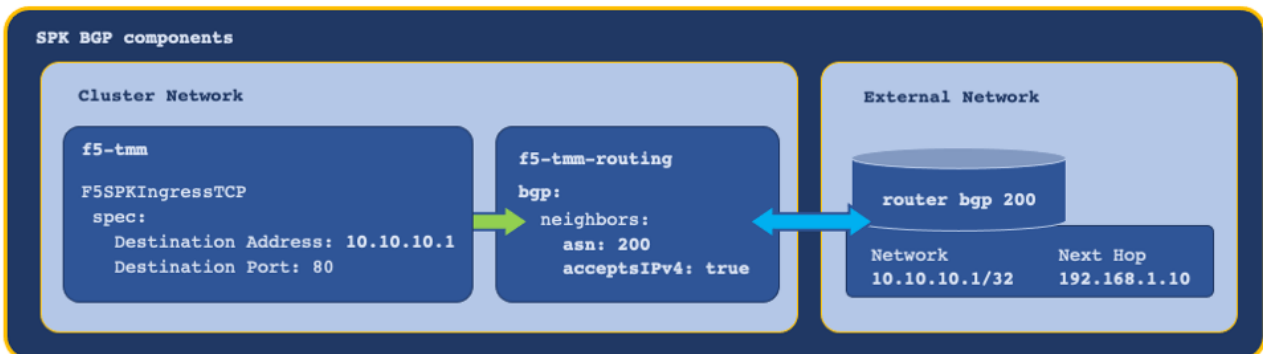 SPK BGP components
Cluster Network
f5-tmm
F5SPKIngressTCP
spec:
Destination Address: 10.10.10.1
Destination Port: 80
f5-tmm-routing
bgp:
neighbors:
asn: 200
acceptsIPv4: true
External Network
router bgp 200
Network Next Hop
10.10.10.1/32 192.168.1.10